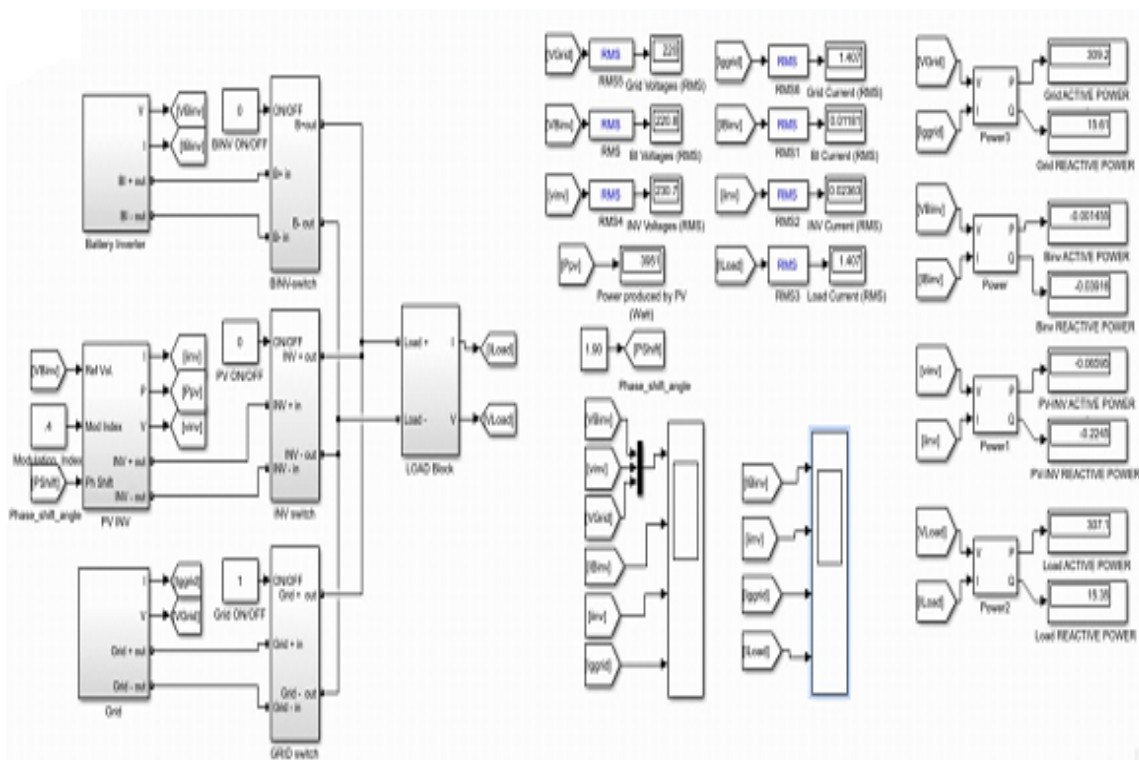 V
[VBinv]
I
[IBinv]
BI + out
BI - out
Battery Inverter
0
BINV ON/OFF
ON/OFF
B+out
B+ in
B- out
B- in
BINV-switch
[VBinv]
Ref Vol.
Mod Index
Modulation_Index
[PShift]
Ph Shift
Phase_shift_angle
I
[Iinv]
P
[Ppv]
V
[vinv]
INV + out
INV - out
PV INV
0
PV ON/OFF
ON/OFF
INV + out
INV + in
INV - out
INV - in
INV switch
I
[Iggrid]
V
[VGrid]
Grid + out
Grid - out
Grid
1
Grid ON/OFF
ON/OFF
Grid + out
Grid + in
Grid - out
Grid - in
GRID switch
Load +
Load -
I
V
LOAD Block
[ILoad]
[VLoad]
[VGrid]
RMS
220
RMS5
Grid Voltages (RMS)
[VBinv]
RMS
220.8
RMS
BI Voltages (RMS)
[vinv]
RMS
230.7
RMS4
INV Voltages (RMS)
[Ppv]
3951
Power produced by PV
(Watt)
1.90
[PShift]
Phase_shift_angle
[Iggrid]
RMS
1.407
RMS6
Grid Current (RMS)
[IBinv]
RMS
0.01181
RMS1
BI Current (RMS)
[Iinv]
RMS
0.02363
RMS2
INV Current (RMS)
[ILoad]
RMS
1.407
RMS3
Load Current (RMS)
[VBinv]
[vinv]
[VGrid]
[IBinv]
[Iinv]
[Iggrid]
[IBinv]
[Iinv]
[Iggrid]
[ILoad]
[VGrid]
[Iggrid]
V
I
P
Q
Power3
309.2
Grid ACTIVE POWER
15.61
Grid REACTIVE POWER
[VBinv]
[IBinv]
V
I
P
Q
Power
-0.001455
Binv ACTIVE POWER
-0.03916
Binv REACTIVE POWER
[vinv]
[Iinv]
V
I
P
Q
Power1
-0.06595
PV-INV ACTIVE POWER
-0.2245
PV-INV REACTIVE POWER
[VLoad]
[ILoad]
V
I
P
Q
Power2
307.1
Load ACTIVE POWER
15.35
Load REACTIVE POWER